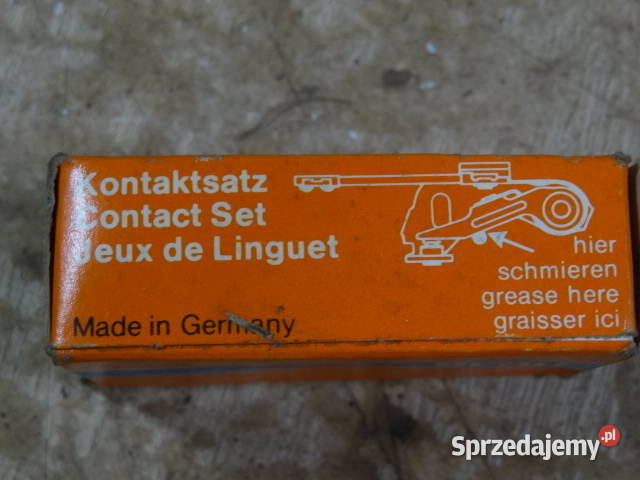 Kontaktsatz
Contact Set
Jeux de Linguet
hier
schmieren
grease here
graisser ici
Made in Germany
Sprzedajemy.pl